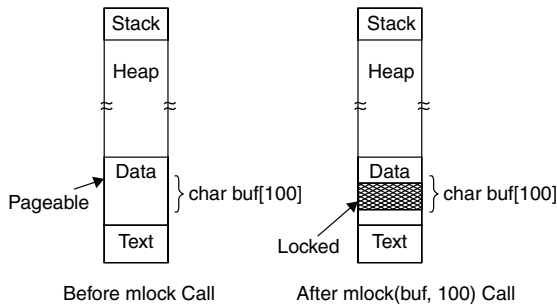 Stack
Heap
Data
Pageable
char buf[100]
Text
Before mlock Call
Stack
Heap
Data
char buf[100]
Locked
Text
After mlock(buf, 100) Call